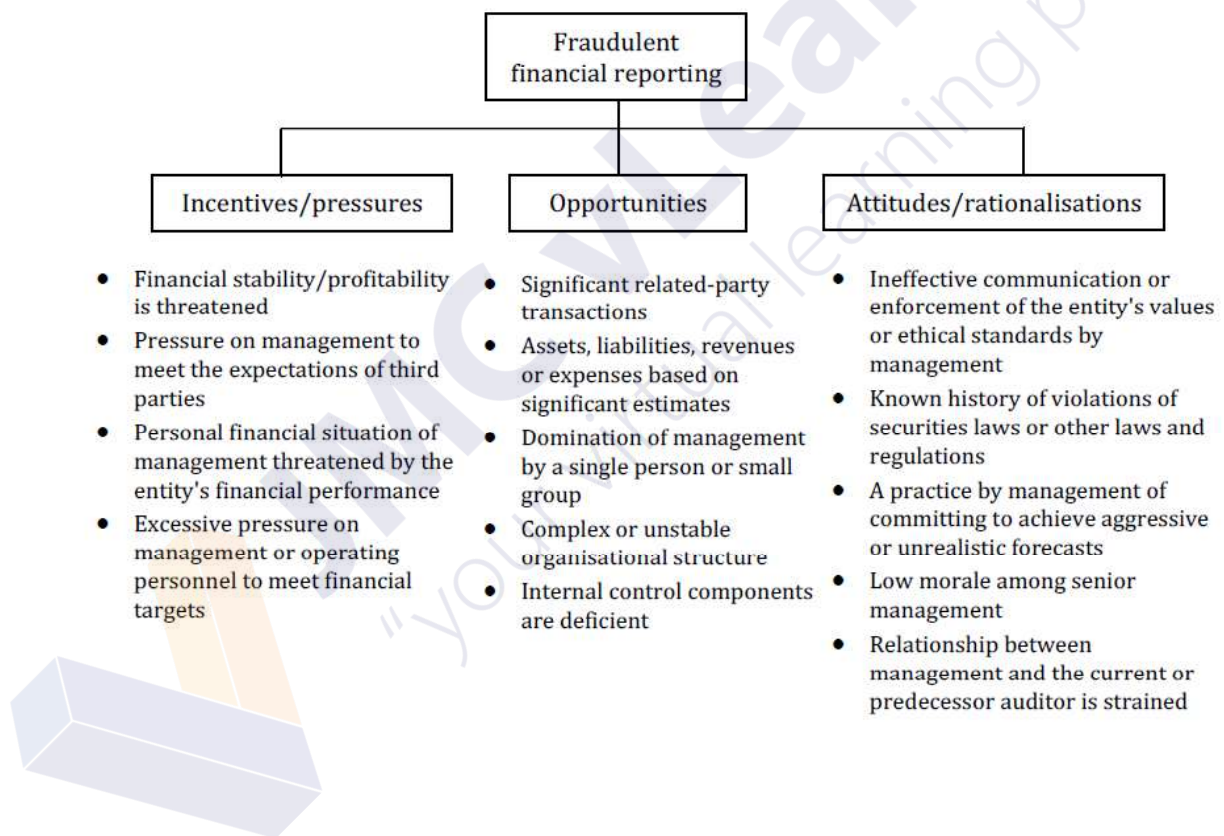 Fraudulent
financial reporting
Incentives/pressures
● Financial stability/profitability
is threatened
● Pressure on management to
meet the expectations of third
parties
● Personal financial situation of
management threatened by the
entity's financial performance
● Excessive pressure on
management or operating
personnel to meet financial
targets
Opportunities
● Significant related-party
transactions
● Assets, liabilities, revenues
or expenses based on
significant estimates
● Domination of management
by a single person or small
group
● Complex or unstable
organisational structure
● Internal control components
are deficient
Attitudes/rationalisations
● Ineffective communication or
enforcement of the entity's values
or ethical standards by
management
● Known history of violations of
securities laws or other laws and
regulations
● A practice by management of
committing to achieve aggressive
or unrealistic forecasts
● Low morale among senior
management
● Relationship between
management and the current or
predecessor auditor is strained
JMC vLear
"your virtual learning p